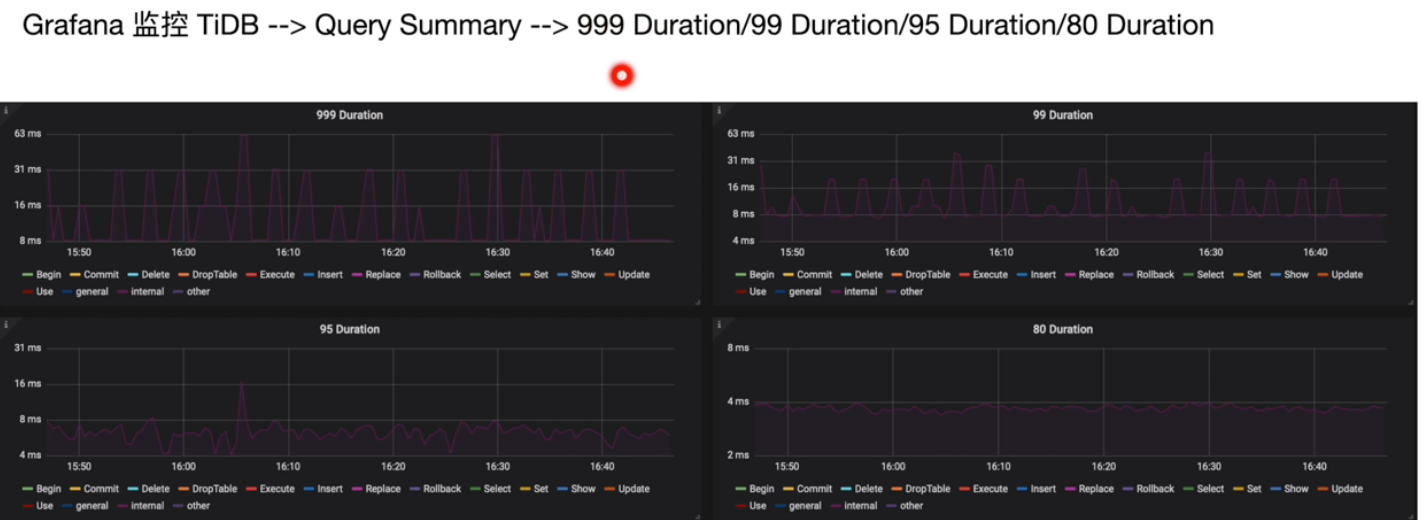 Grafana 监控 TiDB --> Query Summary --> 999 Duration/99 Duration/95 Duration/80 Duration
999 Duration
63 ms
31 ms
16 ms
8 ms
15:50 16:00 16:10 16:20 16:30 16:40
Begin Commit Delete DropTable Execute Insert Replace Rollback Select Set Show Update
Use general internal other
99 Duration
63 ms
31 ms
16 ms
8 ms
4 ms
15:50 16:00 16:10 16:20 16:30 16:40
Begin Commit Delete DropTable Execute Insert Replace Rollback Select Set Show Update
Use general internal other
95 Duration
31 ms
16 ms
8 ms
4 ms
15:50 16:00 16:10 16:20 16:30 16:40
Begin Commit Delete DropTable Execute Insert Replace Rollback Select Set Show Update
Use general internal other
80 Duration
8 ms
4 ms
2 ms
15:50 16:00 16:10 16:20 16:30 16:40
Begin Commit Delete DropTable Execute Insert Replace Rollback Select Set Show Update
Use general internal other